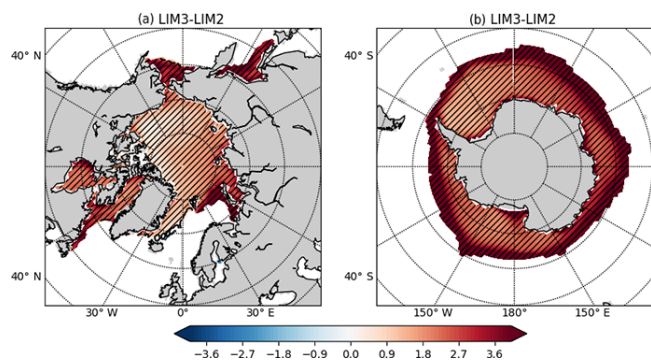 (a) LIM3-LIM2
(b) LIM3-LIM2
40° N
40° S
40° N
40° S
30° W
0°
30° E
150° W
180°
150° E
−3.6
−2.7
−1.8
−0.9
0.0
0.9
1.8
2.7
3.6